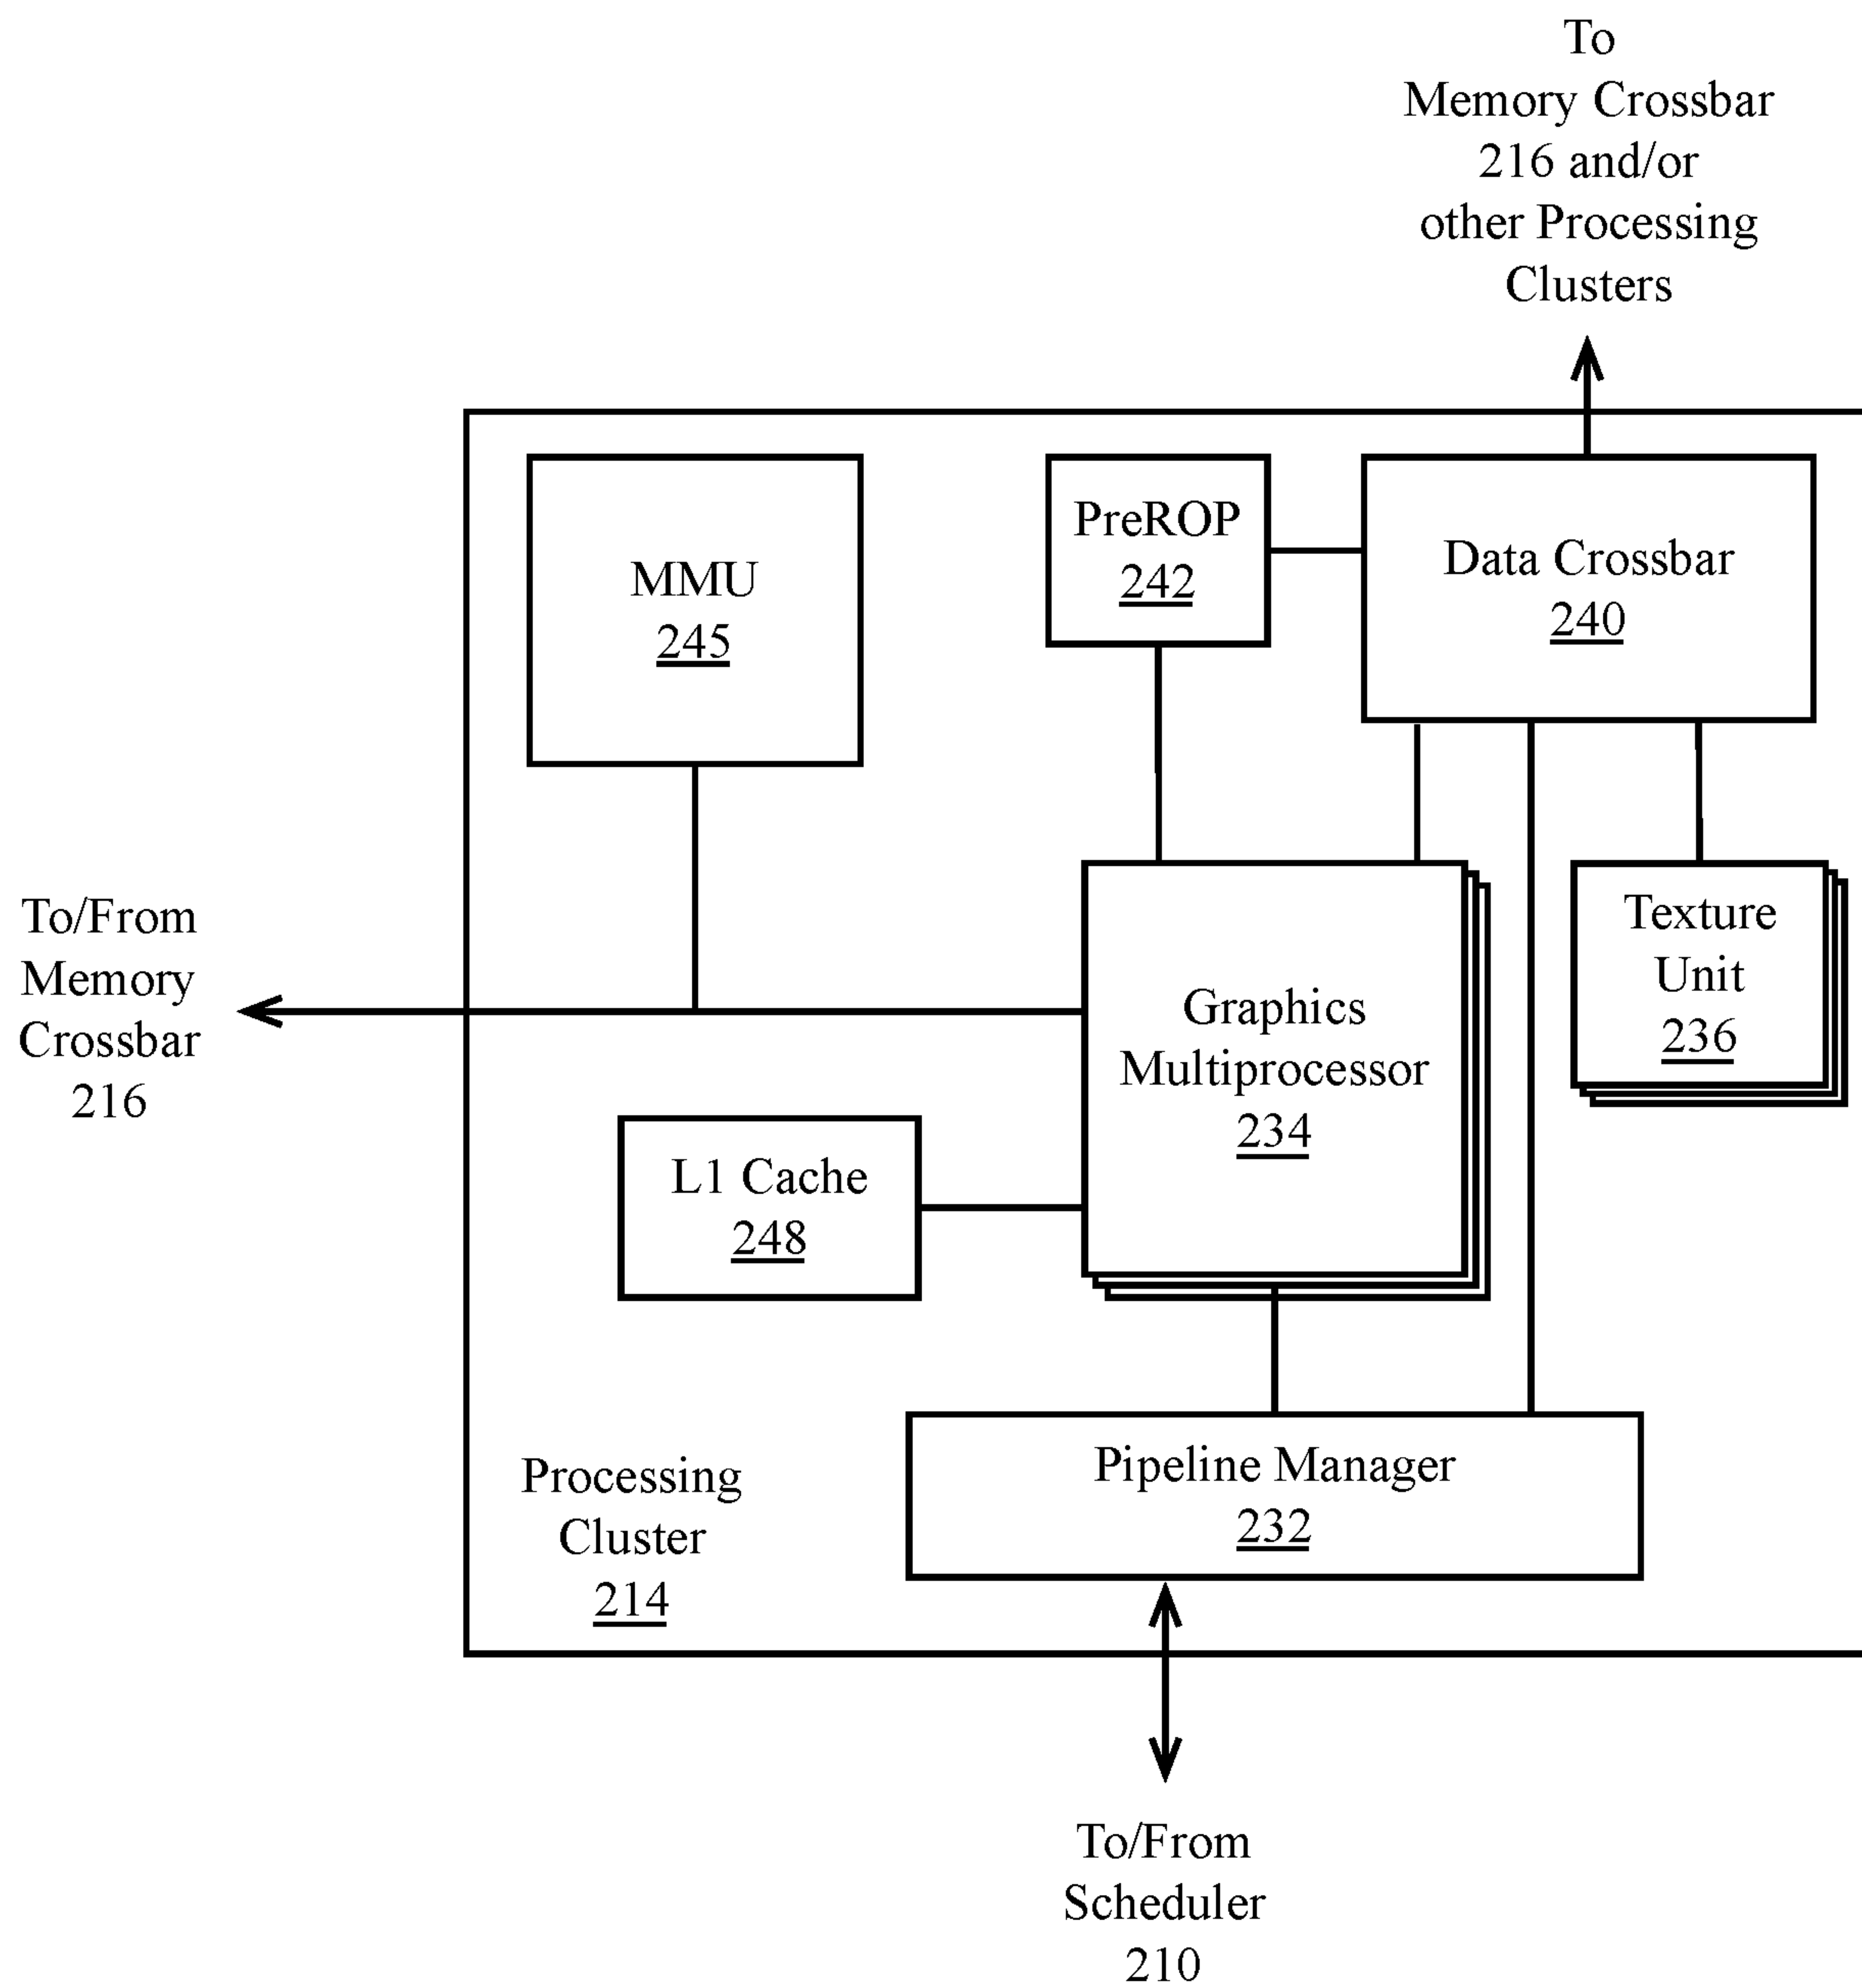 To
Memory Crossbar
216 and/or
other Processing
Clusters
MMU
245
PreROP
242
Data Crossbar
240
To/From
Memory
Crossbar
216
Graphics
Multiprocessor
234
Texture
Unit
236
L1 Cache
248
Processing
Cluster
214
Pipeline Manager
232
To/From
Scheduler
210